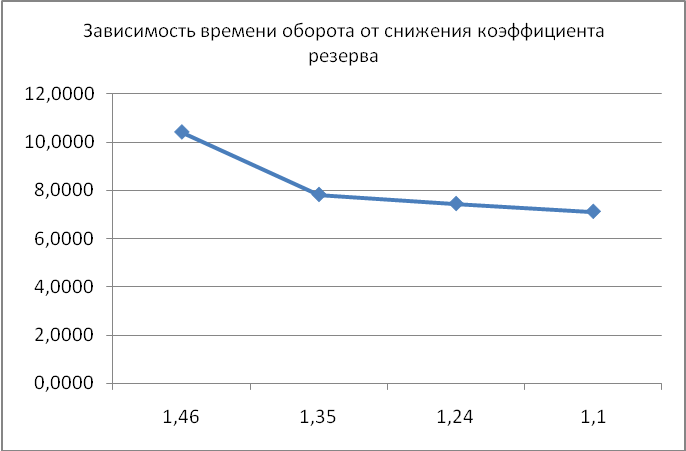 Зависимость времени оборота от снижения коэффициента
резерва
12,0000
10,0000
8,0000
6,0000
4,0000
2,0000
0,0000
1,46 1,35 1,24 1,1